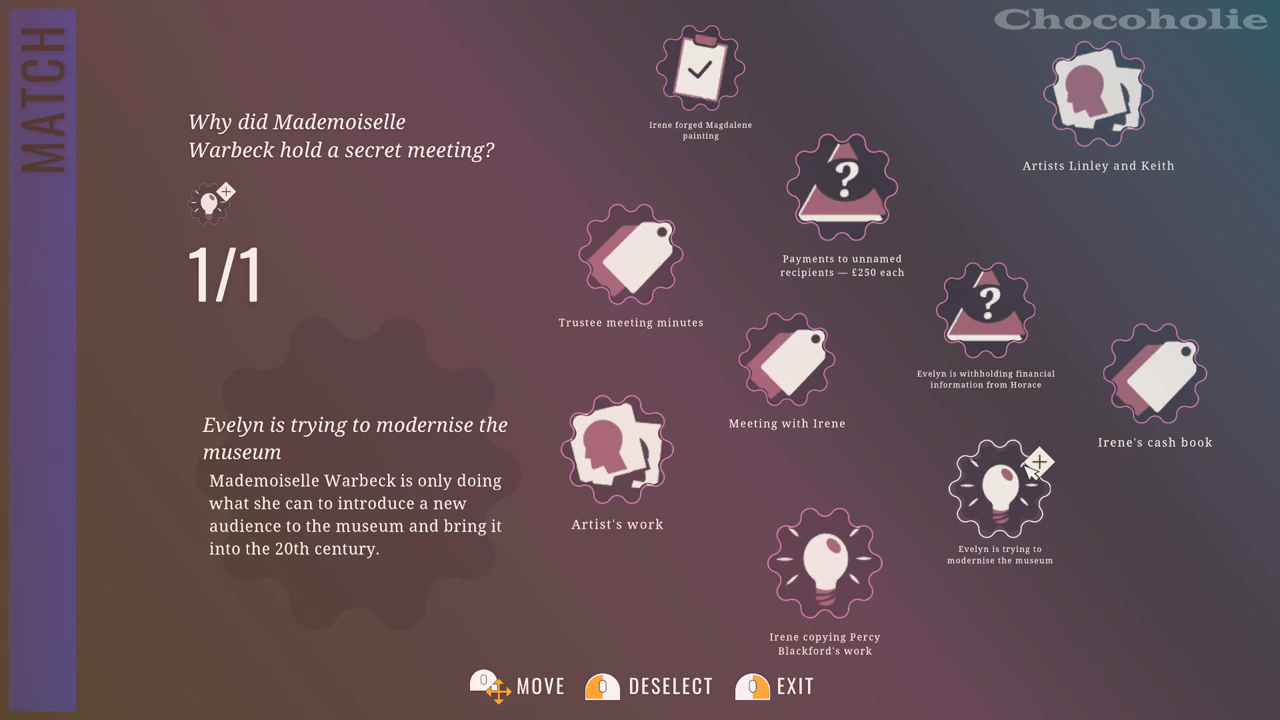 Chocoholie
MATCH
Why did Mademoiselle
Warbeck hold a secret meeting?
1/1
Evelyn is trying to modernise the
museum
Mademoiselle Warbeck is only doing
what she can to introduce a new
audience to the museum and bring it
into the 20th century.
Irene forged Magdalene
painting
Artists Linley and Keith
?
Payments to unnamed
recipients — £250 each
Trustee meeting minutes
?
Evelyn is withholding financial
information from Horace
Meeting with Irene
Irene's cash book
Artist's work
Evelyn is trying to
modernise the museum
Irene copying Percy
Blackford's work
MOVE DESELECT EXIT